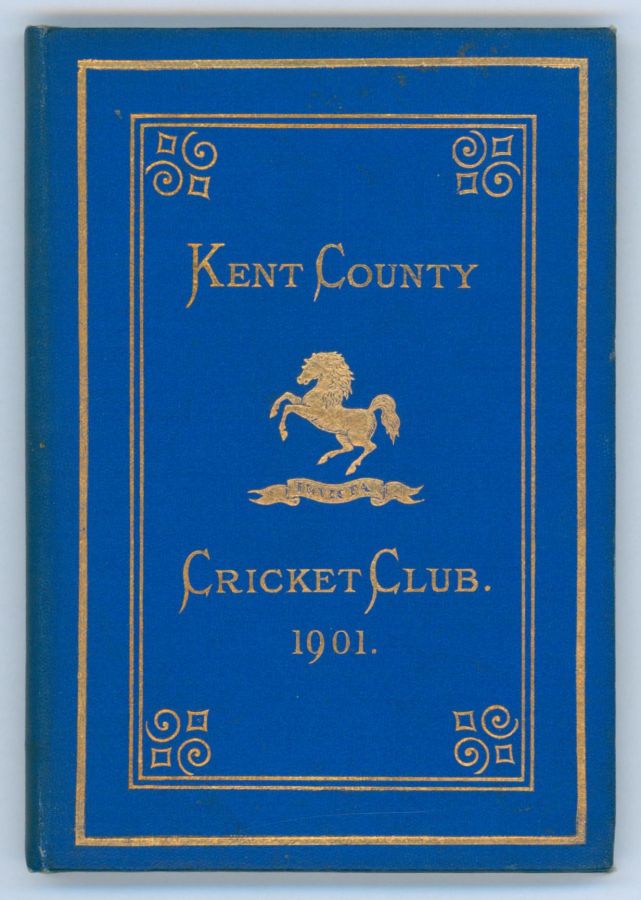 KENT COUNTY
INVICTA
CRICKET CLUB.
1901.